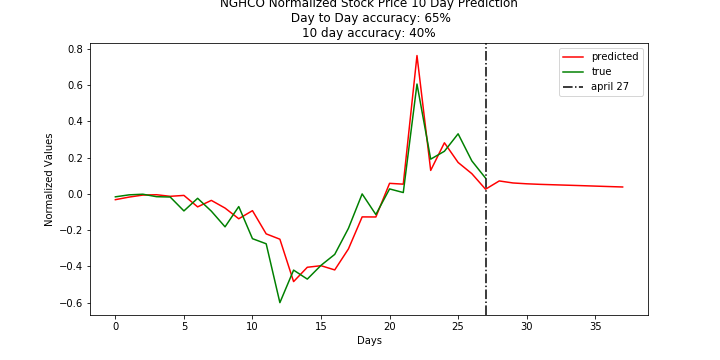 NGHCO Normalized Stock Price 10 Day Prediction
Day to Day accuracy: 65%
10 day accuracy: 40%
predicted
true
april 27
Normalized Values
0.8
0.6
0.4
0.2
0.0
−0.2
−0.4
−0.6
0 5 10 15 20 25 30 35
Days